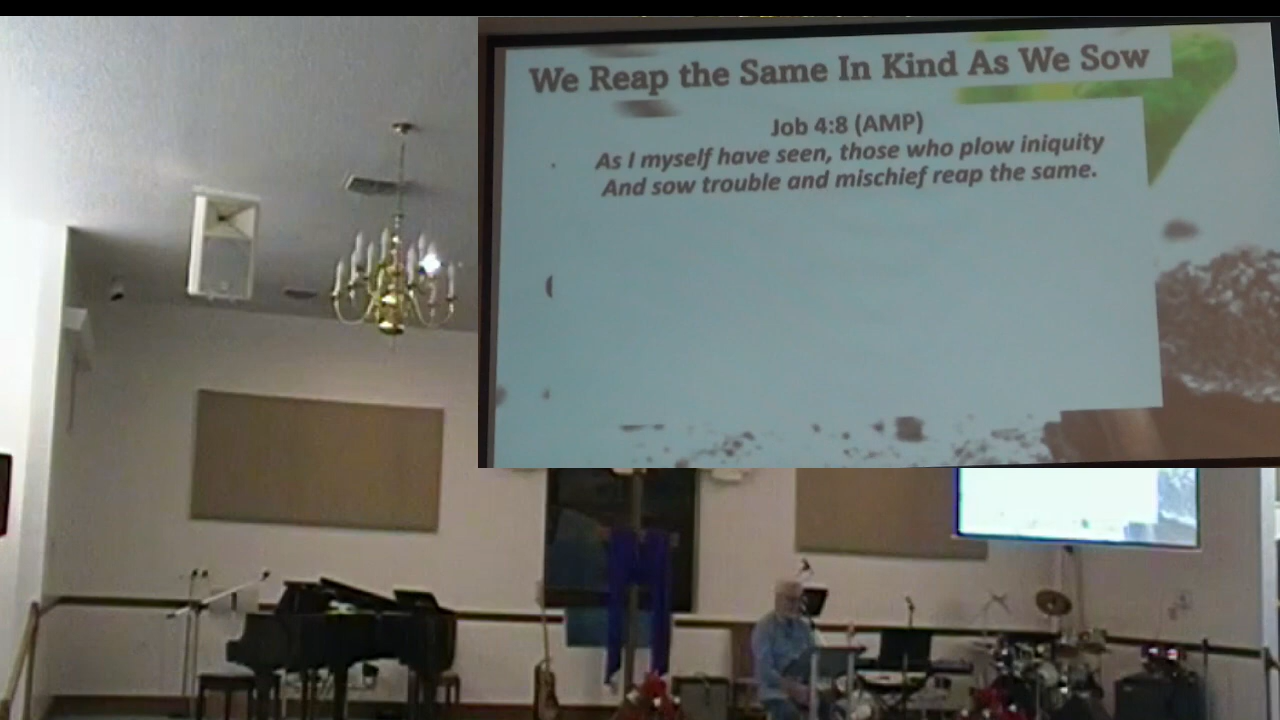 We Reap the Same In Kind As We Sow
Job 4:8 (AMP)
As I myself have seen, those who plow iniquity
And sow trouble and mischief reap the same.